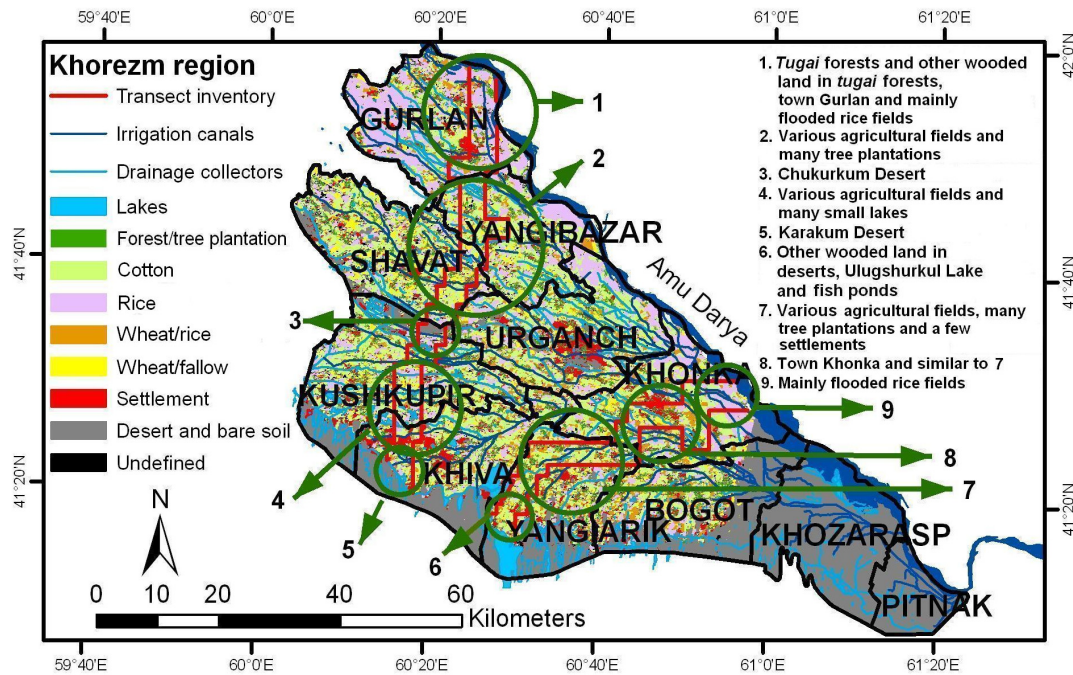 59°40'E 60°0'E 60°20'E 60°40'E 61°0'E 61°20'E
42°0'N
41°40'N
41°20'N
Khorezm region
Transect inventory
Irrigation canals
Drainage collectors
Lakes
Forest/tree plantation
Cotton
Rice
Wheat/rice
Wheat/fallow
Settlement
Desert and bare soil
Undefined
N
0 10 20 40 60
Kilometers
GURLAN
YANGIBAZAR
SHAVAT
URGANCH
KUSHKUPIR
KHONKA
KHIVA
YANGIARIK
BOGOT
KHOZARASP
PITNAK
Amu Darya
1
2
3
4
5
6
7
8
9
1. Tugai forests and other wooded
land in tugai forests,
town Gurlan and mainly
flooded rice fields
2. Various agricultural fields and
many tree plantations
3. Chukurkum Desert
4. Various agricultural fields and
many small lakes
5. Karakum Desert
6. Other wooded land in
deserts, Ulugshurkul Lake
and fish ponds
7. Various agricultural fields, many
tree plantations and a few
settlements
8. Town Khonka and similar to 7
9. Mainly flooded rice fields
42°0'N
41°40'N
41°20'N
59°40'E 60°0'E 60°20'E 60°40'E 61°0'E 61°20'E